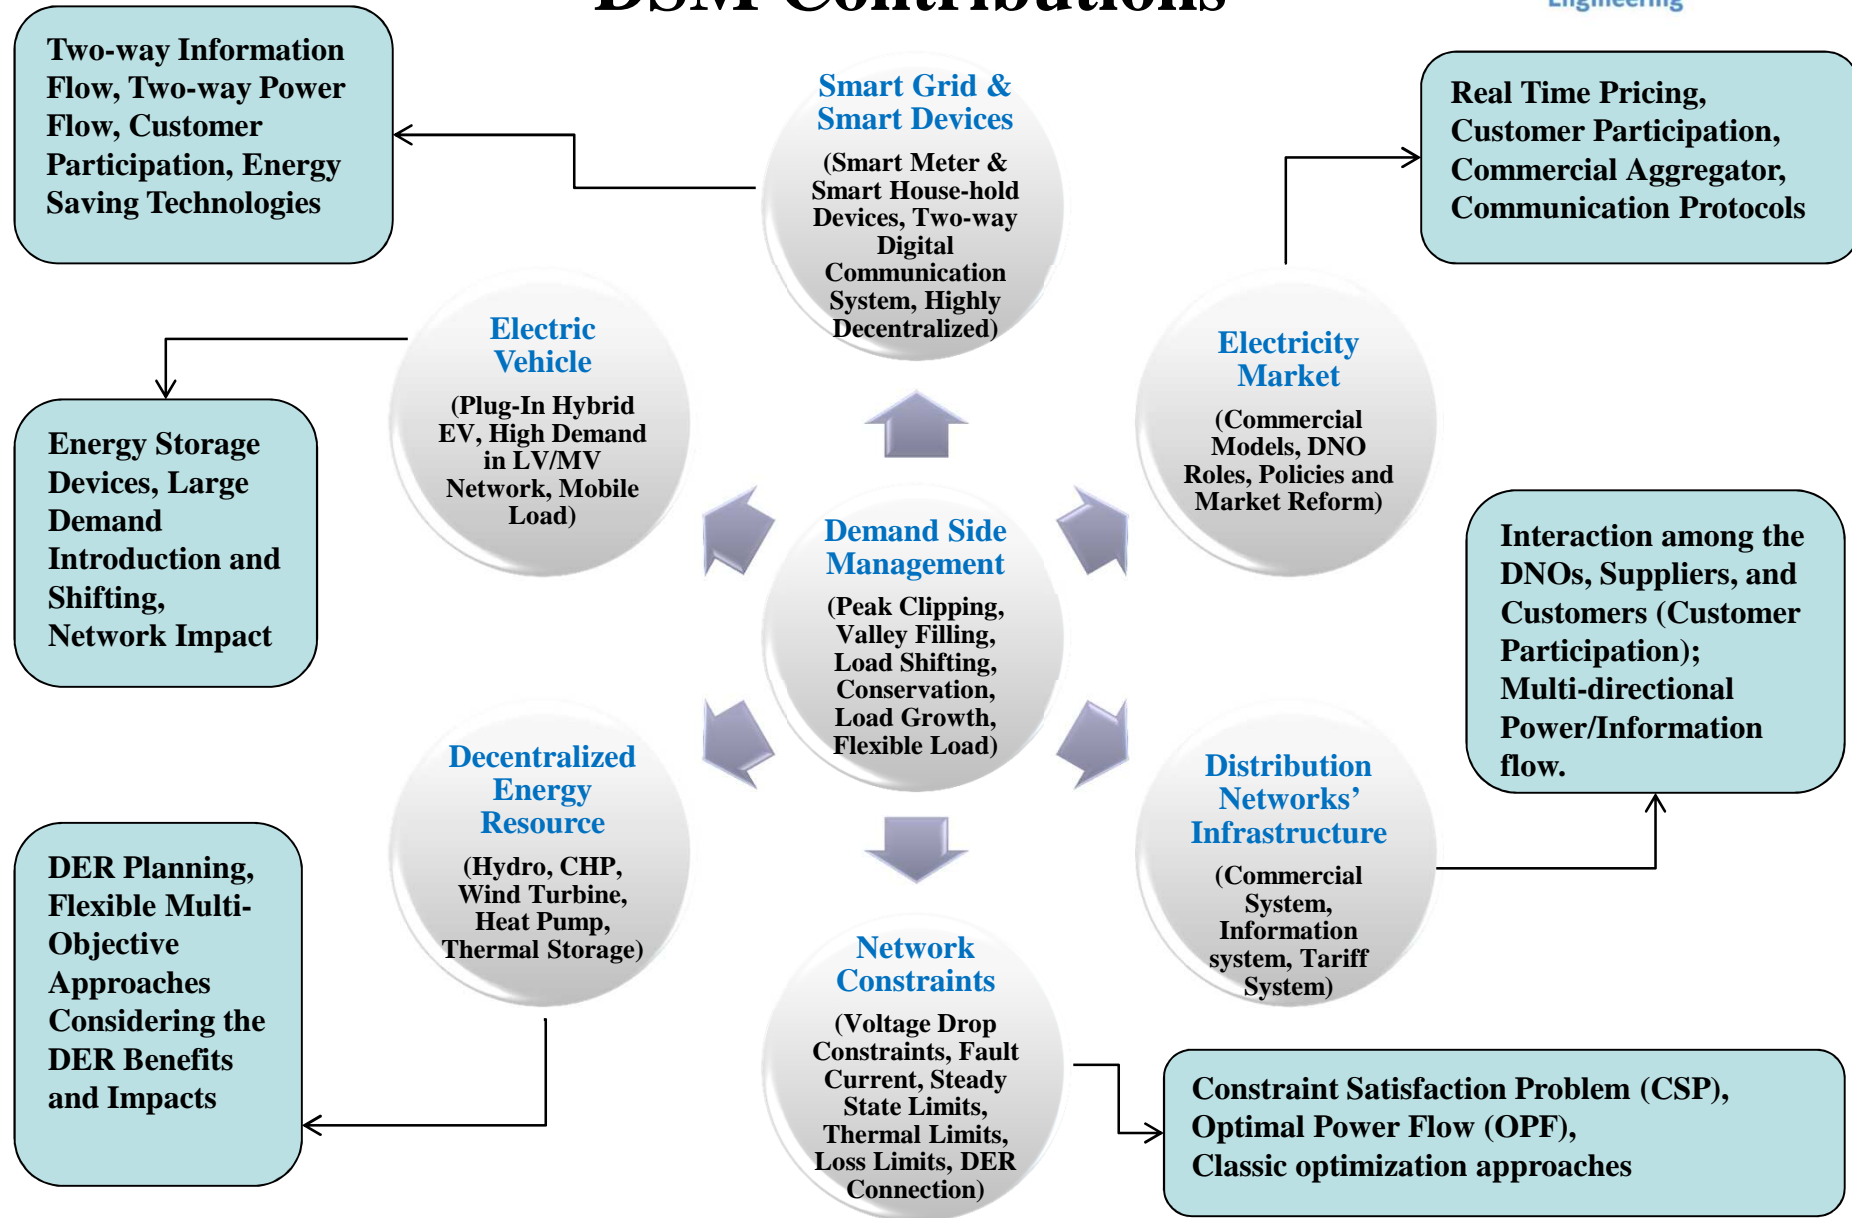 DSM Contributions
Engineering
Two-way Information
Flow, Two-way Power
Flow, Customer
Participation, Energy
Saving Technologies
Smart Grid &
Smart Devices
(Smart Meter &
Smart House-hold
Devices, Two-way
Digital
Communication
System, Highly
Decentralized)
Real Time Pricing,
Customer Participation,
Commercial Aggregator,
Communication Protocols
Electric
Vehicle
(Plug-In Hybrid
EV, High Demand
in LV/MV
Network, Mobile
Load)
Electricity
Market
(Commercial
Models, DNO
Roles, Policies and
Market Reform)
Energy Storage
Devices, Large
Demand
Introduction and
Shifting,
Network Impact
Demand Side
Management
(Peak Clipping,
Valley Filling,
Load Shifting,
Conservation,
Load Growth,
Flexible Load)
Interaction among the
DNOs, Suppliers, and
Customers (Customer
Participation);
Multi-directional
Power/Information
flow.
Decentralized
Energy
Resource
(Hydro, CHP,
Wind Turbine,
Heat Pump,
Thermal Storage)
Distribution
Networks’
Infrastructure
(Commercial
System,
Information
system, Tariff
System)
DER Planning,
Flexible Multi-
Objective
Approaches
Considering the
DER Benefits
and Impacts
Network
Constraints
(Voltage Drop
Constraints, Fault
Current, Steady
State Limits,
Thermal Limits,
Loss Limits, DER
Connection)
Constraint Satisfaction Problem (CSP),
Optimal Power Flow (OPF),
Classic optimization approaches